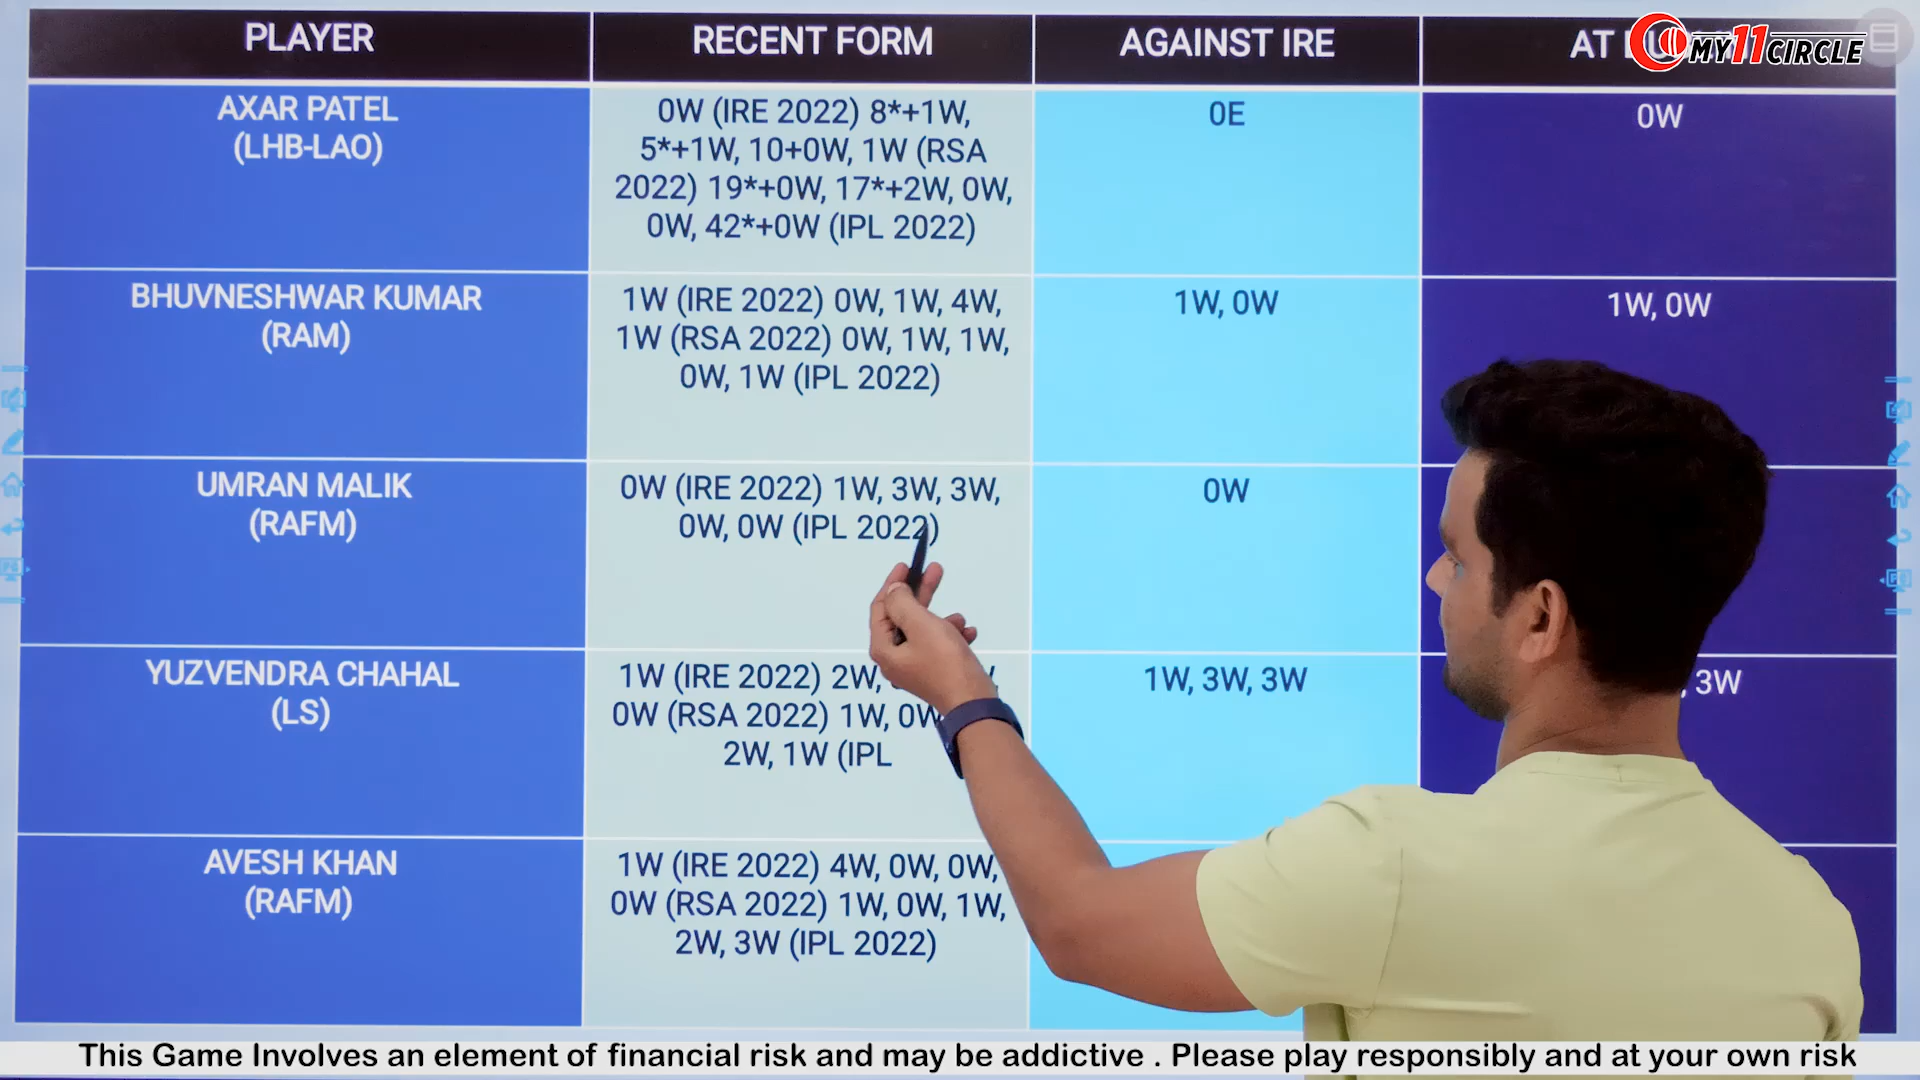 PLAYER
RECENT FORM
AGAINST IRE
AT
MY11CIRCLE
AXAR PATEL
(LHB-LAO)
0W (IRE 2022) 8*+1W,
5*+1W, 10+0W, 1W (RSA
2022) 19*+0W, 17*+2W, 0W,
0W, 42*+0W (IPL 2022)
0E
0W
BHUVNESHWAR KUMAR
(RAM)
1W (IRE 2022) 0W, 1W, 4W,
1W (RSA 2022) 0W, 1W, 1W,
0W, 1W (IPL 2022)
1W, 0W
1W, 0W
UMRAN MALIK
(RAFM)
0W (IRE 2022) 1W, 3W, 3W,
0W, 0W (IPL 2022)
0W
YUZVENDRA CHAHAL
(LS)
1W (IRE 2022) 2W,
0W (RSA 2022) 1W, 0W
2W, 1W (IPL
1W, 3W, 3W
, 3W
AVESH KHAN
(RAFM)
1W (IRE 2022) 4W, 0W, 0W,
0W (RSA 2022) 1W, 0W, 1W,
2W, 3W (IPL 2022)
This Game Involves an element of financial risk and may be addictive . Please play responsibly and at your own risk